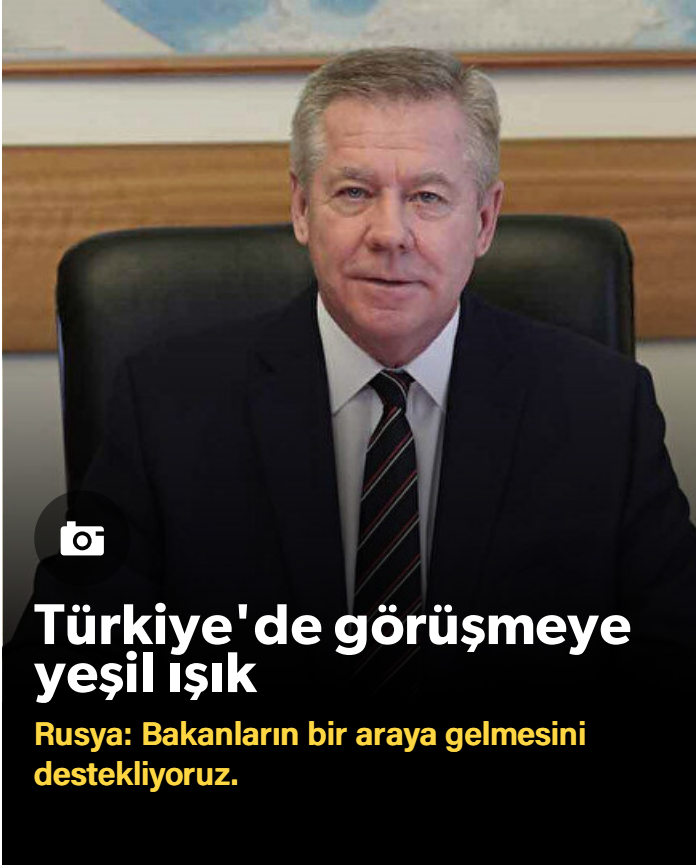 Türkiye'de görüşmeye
yeşil ışık
Rusya: Bakanların bir araya gelmesini
destekliyoruz.